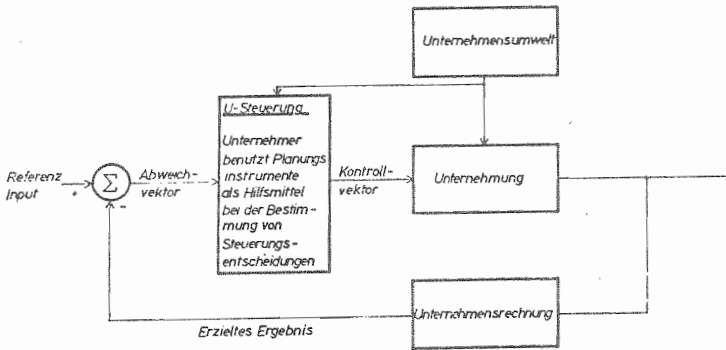 Unternehmensumwelt
U-Steuerung
Unternehmer
benutzt Planungs
instrumente
als Hilfsmittel
bei der Bestim-
mung von
Steuerungs-
entscheidungen
Referenz
Input
+
Σ
-
Abweich-
vektor
Kontroll-
vektor
Unternehmung
Unternehmensrechnung
Erzieltes Ergebnis